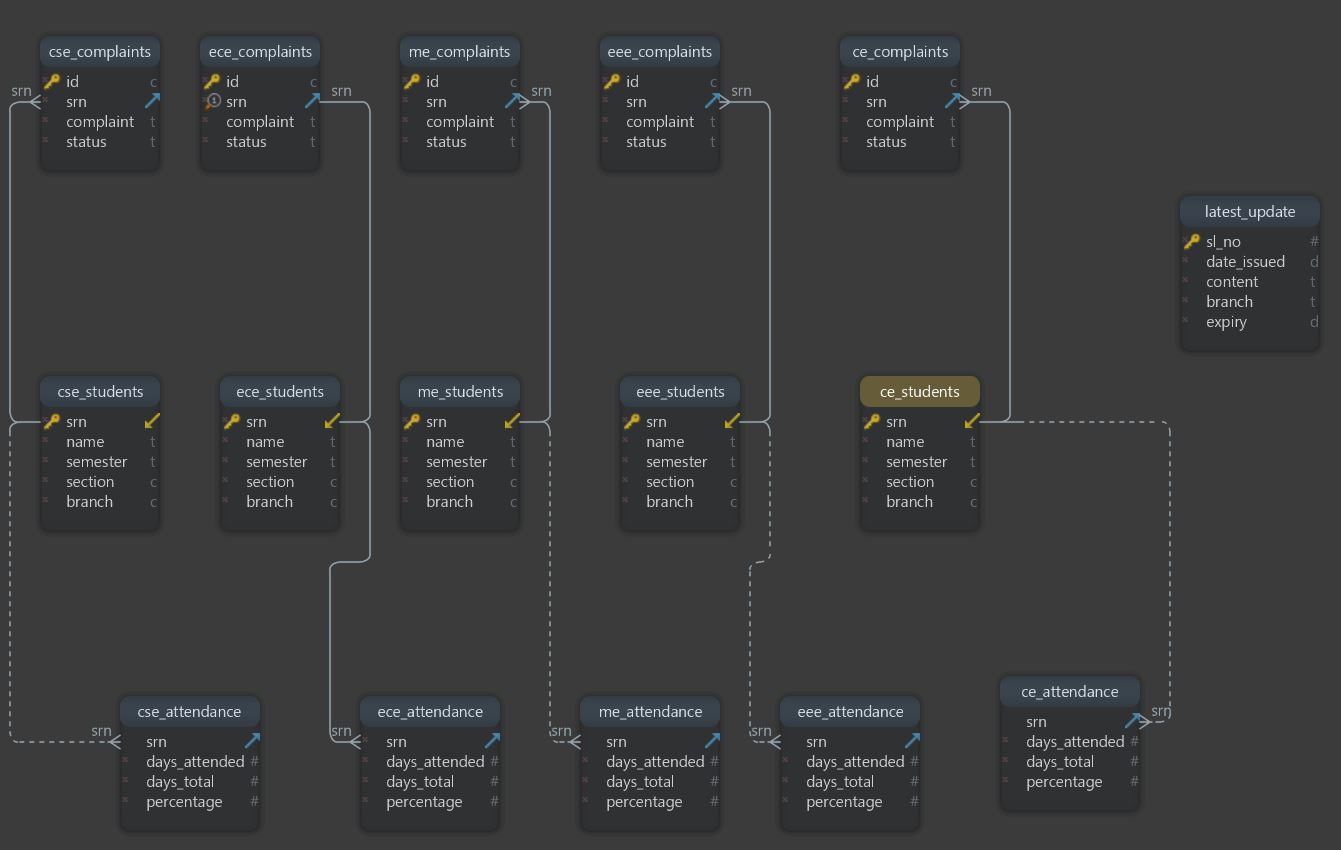 cse_complaints
id c
srn
complaint t
status t
srn
ece_complaints
id c
1 srn
complaint t
status t
srn
me_complaints
id c
srn
complaint t
status t
srn
eee_complaints
id c
srn
complaint t
status t
srn
ce_complaints
id c
srn
complaint t
status t
srn
latest_update
sl_no #
date_issued d
content t
branch t
expiry d
cse_students
srn
name t
semester t
section c
branch c
ece_students
srn
name t
semester t
section c
branch c
me_students
srn
name t
semester t
section c
branch c
eee_students
srn
name t
semester t
section c
branch c
ce_students
srn
name t
semester t
section c
branch c
cse_attendance
srn
srn
days_attended #
days_total #
percentage #
ece_attendance
srn
srn
days_attended #
days_total #
percentage #
me_attendance
srn
srn
days_attended #
days_total #
percentage #
eee_attendance
srn
srn
days_attended #
days_total #
percentage #
ce_attendance
srn
srn
days_attended #
days_total #
percentage #